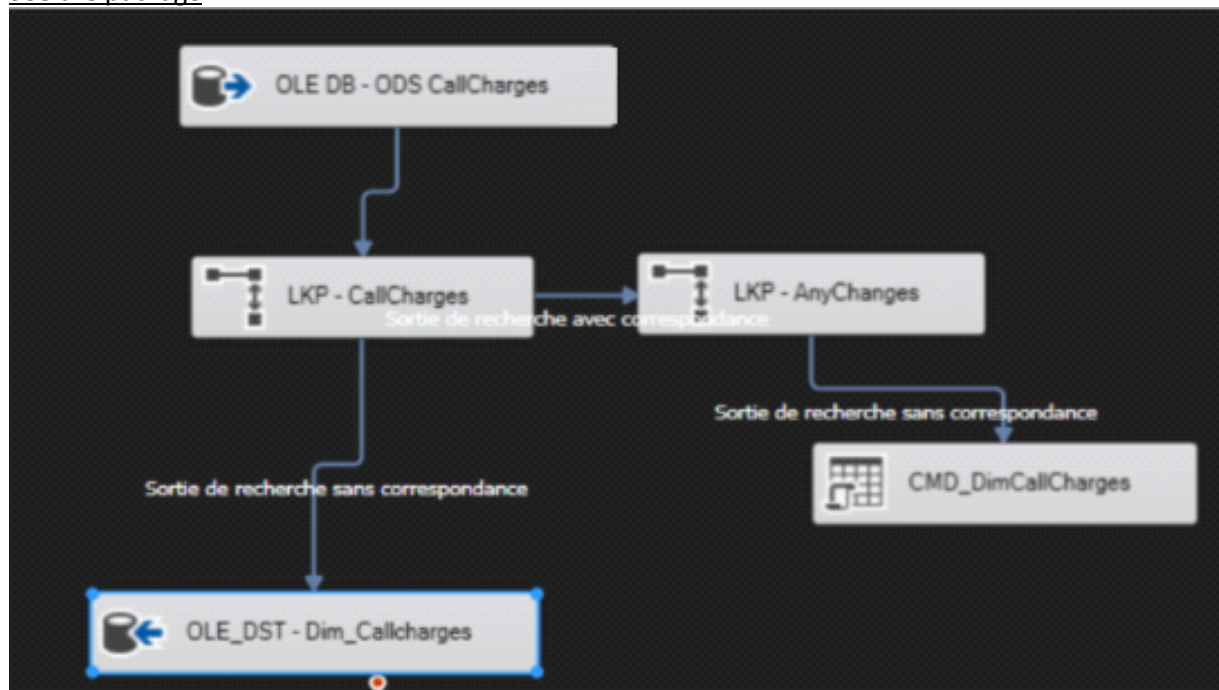 OLE DB - ODS CallCharges
LKP - CallCharges
LKP - AnyChanges
Sortie de recherche avec correspondance
Sortie de recherche sans correspondance
CMD_DimCallCharges
Sortie de recherche sans correspondance
OLE_DST - Dim_Callcharges